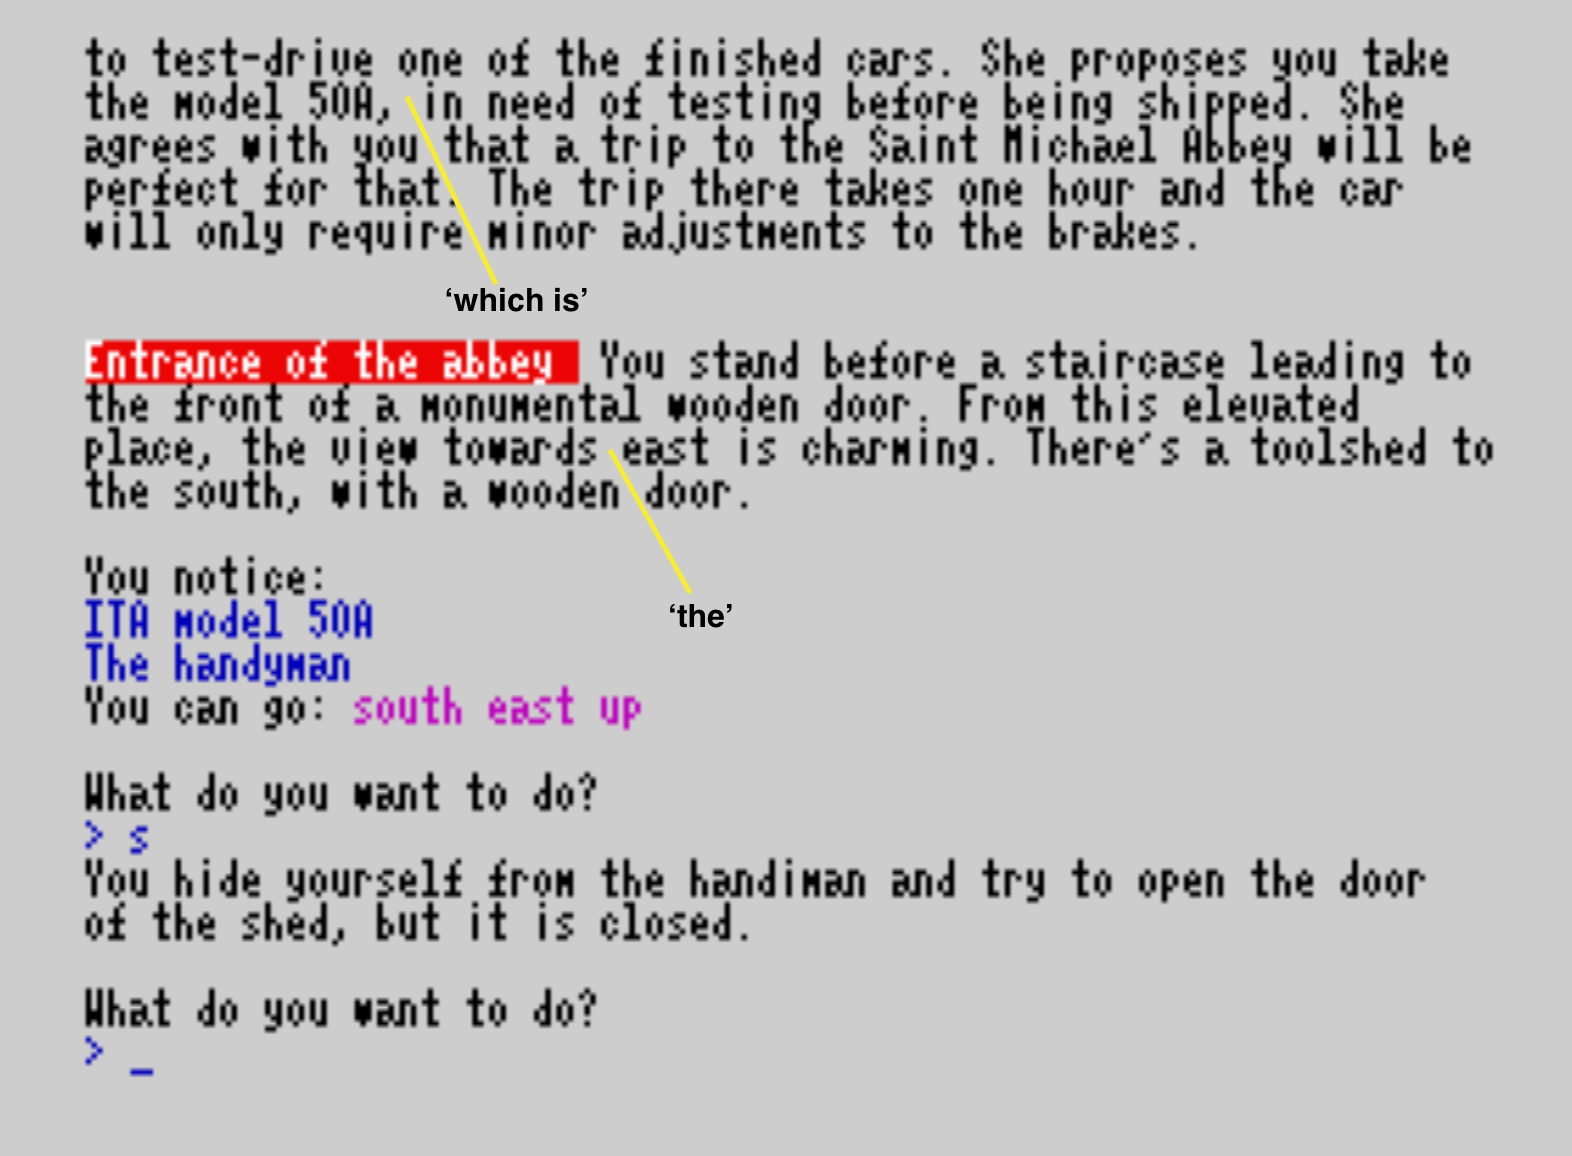 to test-drive one of the finished cars. She proposes you take
the model 50A, in need of testing before being shipped. She
agrees with you that a trip to the Saint Michael Abbey will be
perfect for that. The trip there takes one hour and the car
will only require minor adjustments to the brakes.
‘which is’
Entrance of the abbey You stand before a staircase leading to
the front of a monumental wooden door. From this elevated
place, the view towards east is charming. There's a toolshed to
the south, with a wooden door.
‘the’
You notice:
ITA model 50A
The handyman
You can go: south east up
What do you want to do?
> s
You hide yourself from the handiman and try to open the door
of the shed, but it is closed.
What do you want to do?
> _